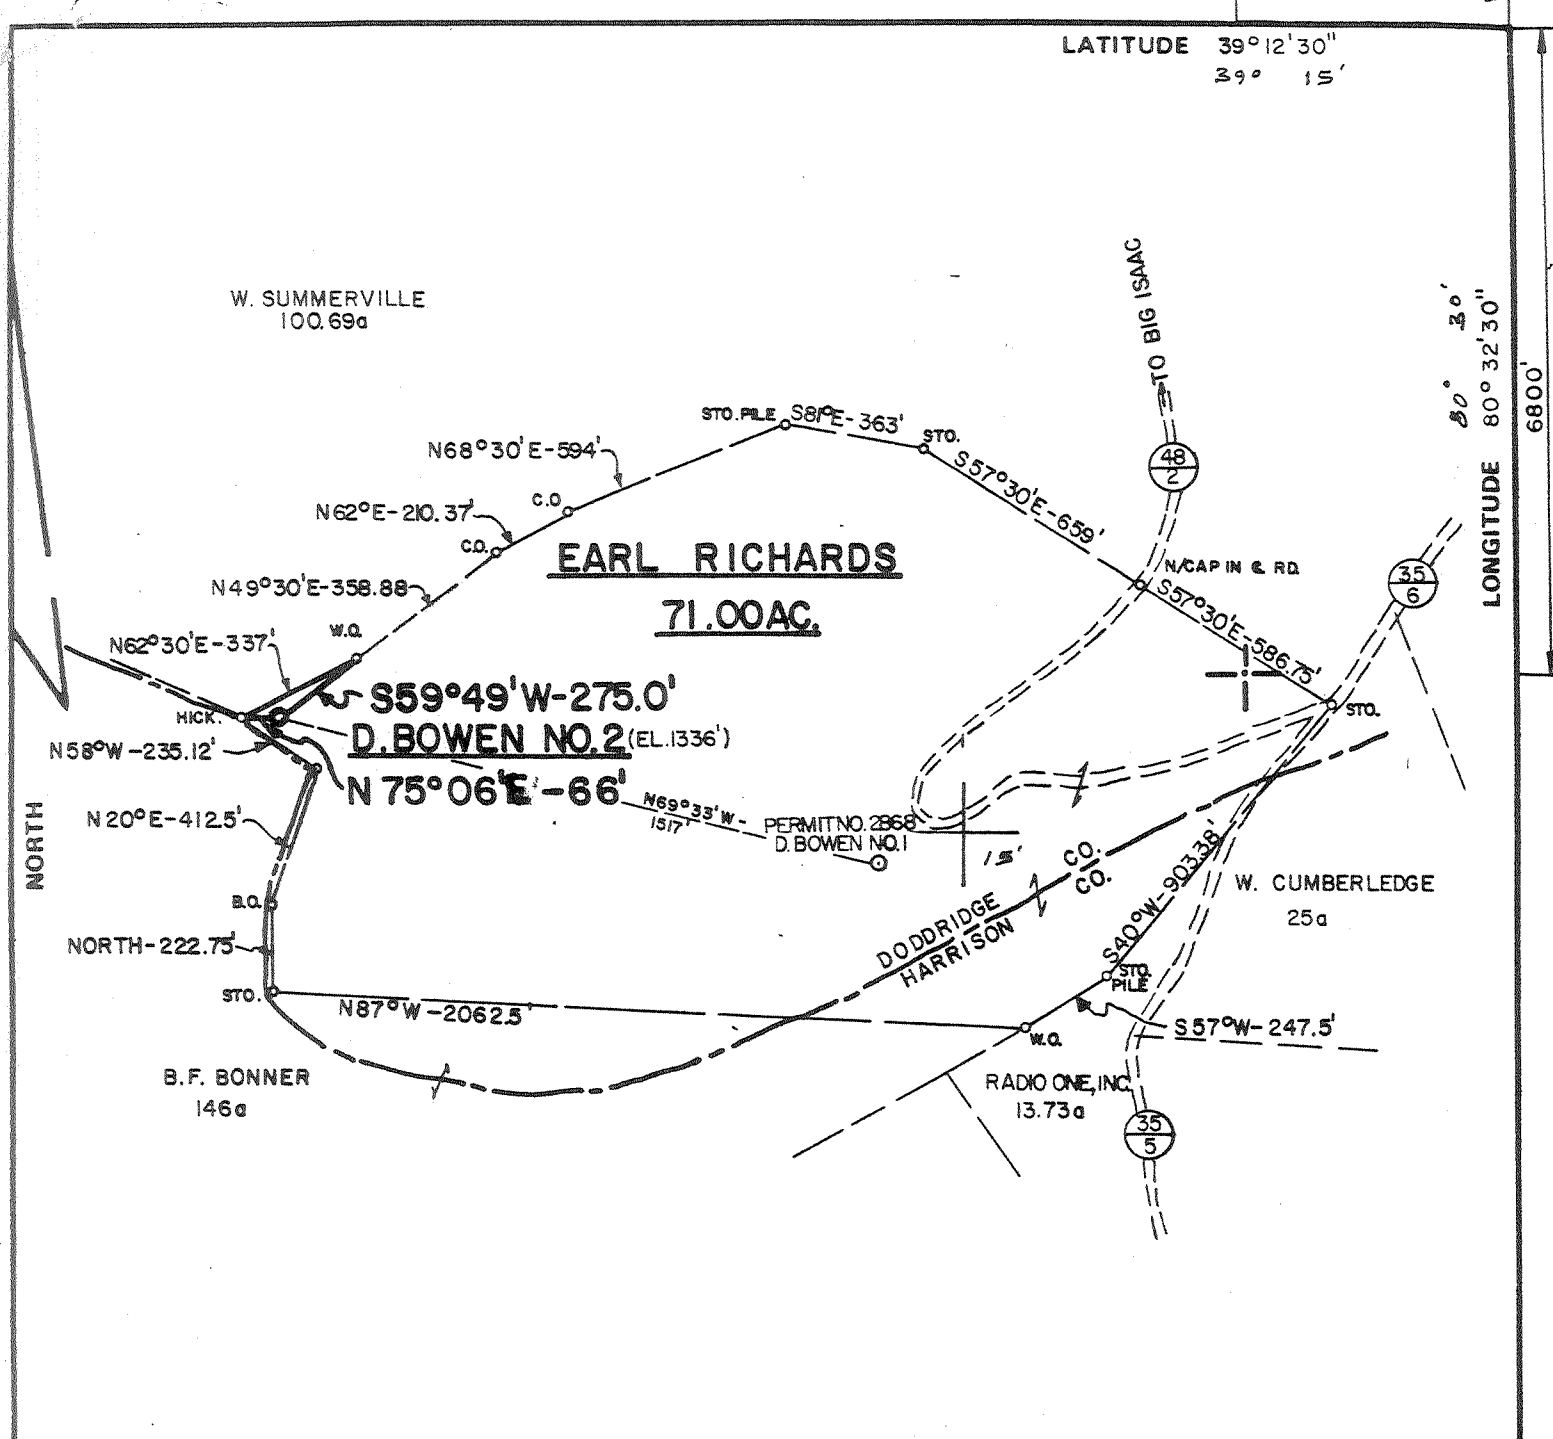 LATITUDE 39°12'30"
39° 15'
TO BIG ISAAC
W. SUMMERVILLE
100.69a
80° 30'
LONGITUDE 80° 32' 30"
6800'
STO. PILE
S81°E-363'
STO.
N68°30'E-594'
S57°30'E-659'
48
2
C.O.
N62°E-210.37'
C.O.
EARL RICHARDS
71.00AC.
N/CAP IN ℄ RD.
35
6
N49°30'E-358.88
S57°30'E-586.75'
W.O.
N62°30'E-337'
S59°49'W-275.0'
HICK.
STO.
D.BOWEN NO.2 (EL.1336')
N58°W-235.12'
N 75°06'E -66'
N69°33'W-
1517'
PERMIT NO. 2868
D. BOWEN NO. 1
NORTH
N 20°E-412.5'
15'
CO.
CO.
W. CUMBERLEDGE
25a
B.O.
DODDRIDGE
HARRISON
S40°W-903.38'
NORTH-222.75'
STO.
PILE
STO.
N87°W-2062.5'
S57°W-247.5'
W.O.
B.F. BONNER
146a
RADIO ONE, INC.
13.73a
35
5